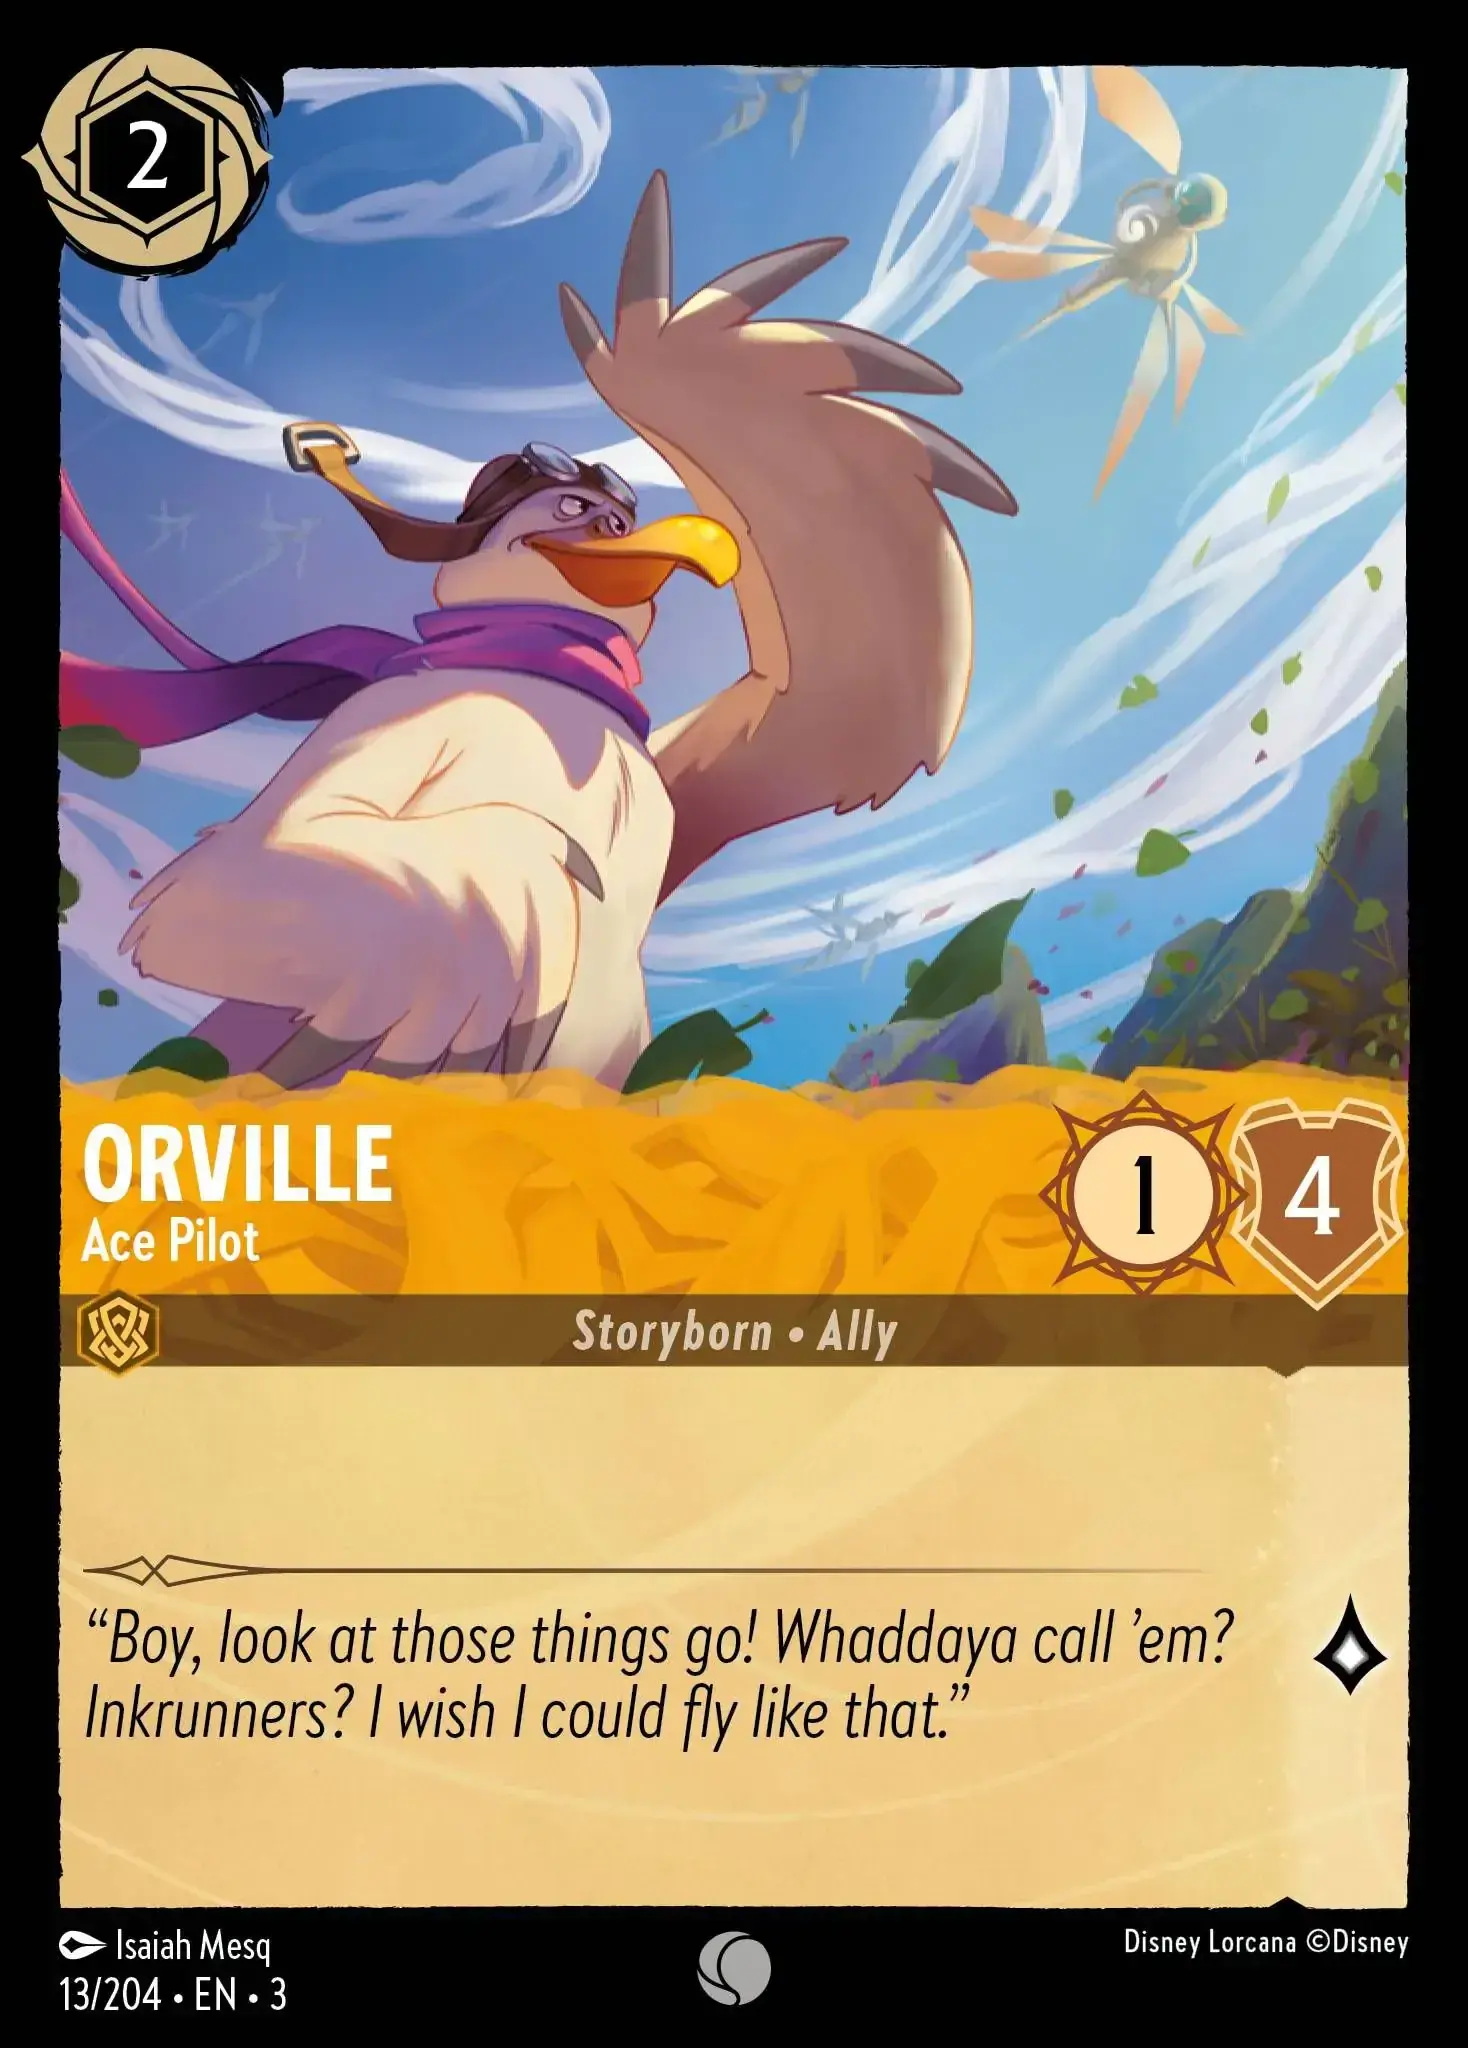 2
ORVILLE
Ace Pilot
1
4
Storyborn • Ally
“Boy, look at those things go! Whaddaya call ’em?
Inkrunners? I wish I could fly like that.”
Isaiah Mesq
Disney Lorcana ©Disney
13/204 • EN • 3